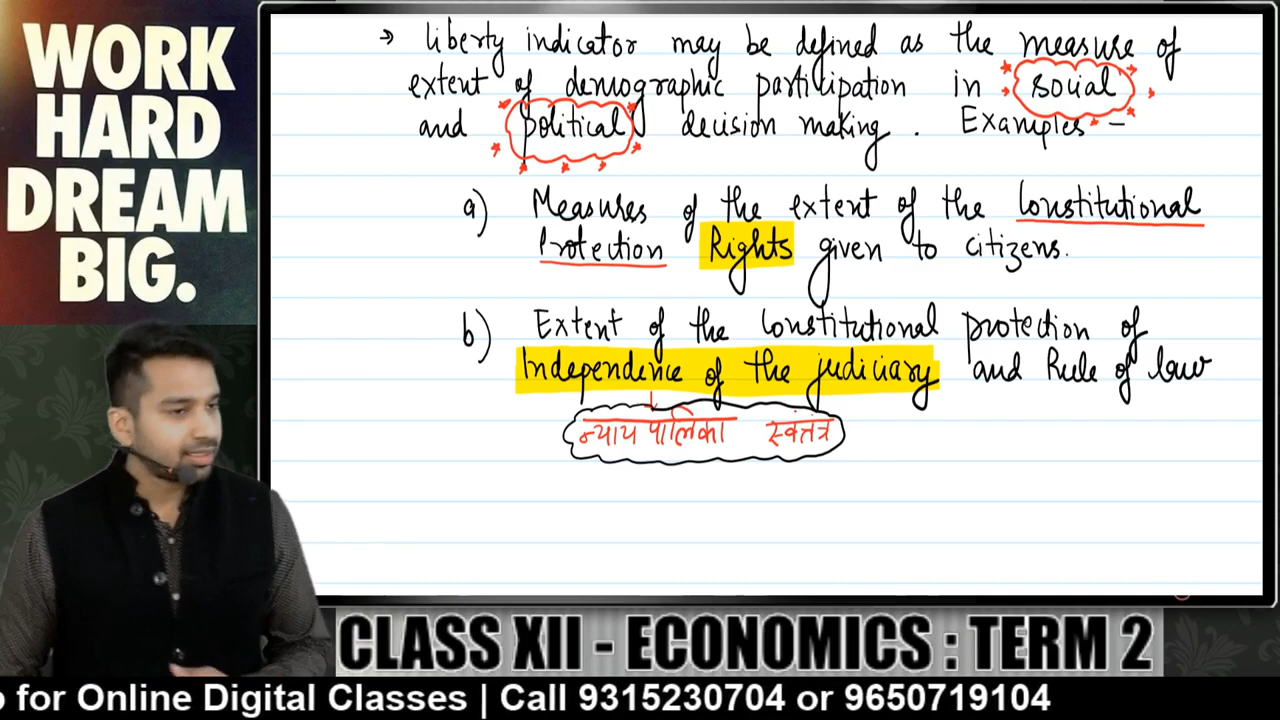 WORK
HARD
DREAM
BIG.
→ liberty indicator may be defined as the measure of
extent of demographic participation in social
and political decision making. Examples -
a) Measures of the extent of the Constitutional
Protection Rights given to citizens.
b) Extent of the Constitutional protection of
Independence of the judiciary and Rule of law
न्याय पालिका स्वतंत्र
CLASS XII - ECONOMICS : TERM 2
o for Online Digital Classes | Call 9315230704 or 9650719104